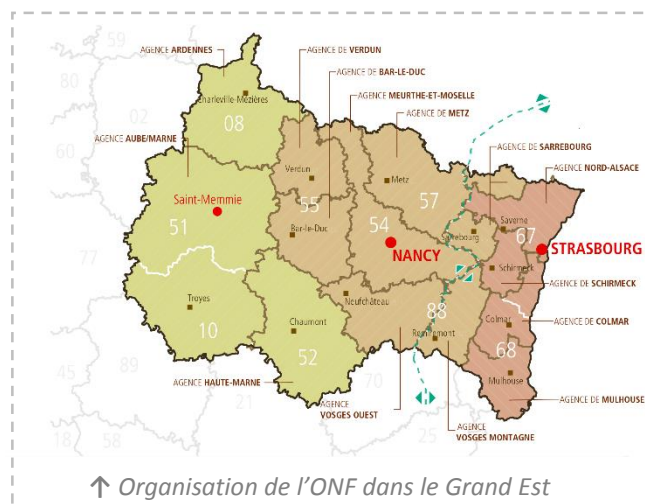 59
AGENCE ARDENNES
AGENCE DE VERDUN
AGENCE DE BAR-LE-DUC
80
AGENCE MEURTHE-ET-MOSELLE
Charleville-Mézières
02
AGENCE DE METZ
08
AGENCE AUBE/MARNE
AGENCE DE SARREBOURG
60
AGENCE NORD-ALSACE
Verdun
Metz
57
Saint-Memmie
55
51
54
Saverne
67
Bar-le-Duc
Sarrebourg
NANCY
STRASBOURG
77
Schirmeck
AGENCE DE SCHIRMECK
Troyes
Neufchâteau
88
10
Chaumont
Remiremont
Colmar
AGENCE DE COLMAR
52
68
89
Mulhouse
45
AGENCE HAUTE-MARNE
70
AGENCE DE MULHOUSE
21
AGENCE
VOSGES OUEST
AGENCE
VOSGES MONTAGNE
18
58
25
↑ Organisation de l’ONF dans le Grand Est